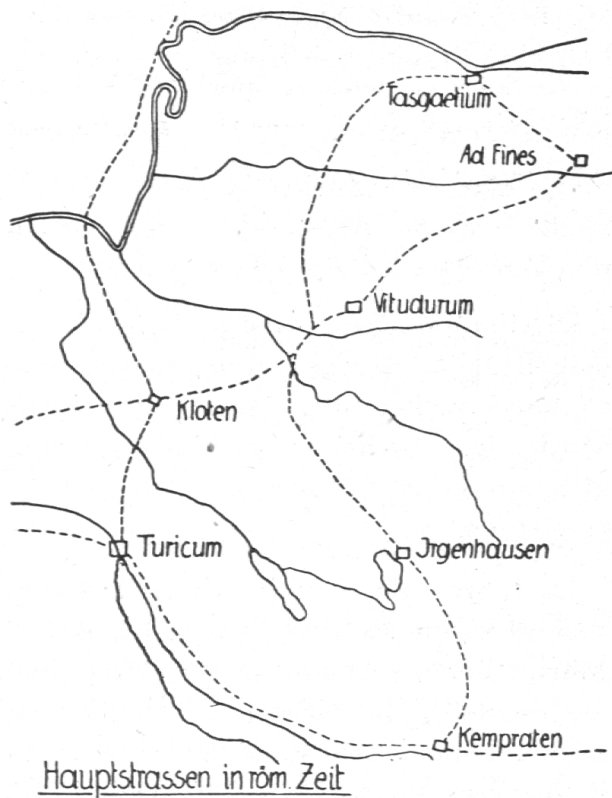 Tasgaetium
Ad Fines
Vitudurum
Kloten
Turicum
Jrgenhausen
Kempraten
Hauptstrassen in röm. Zeit